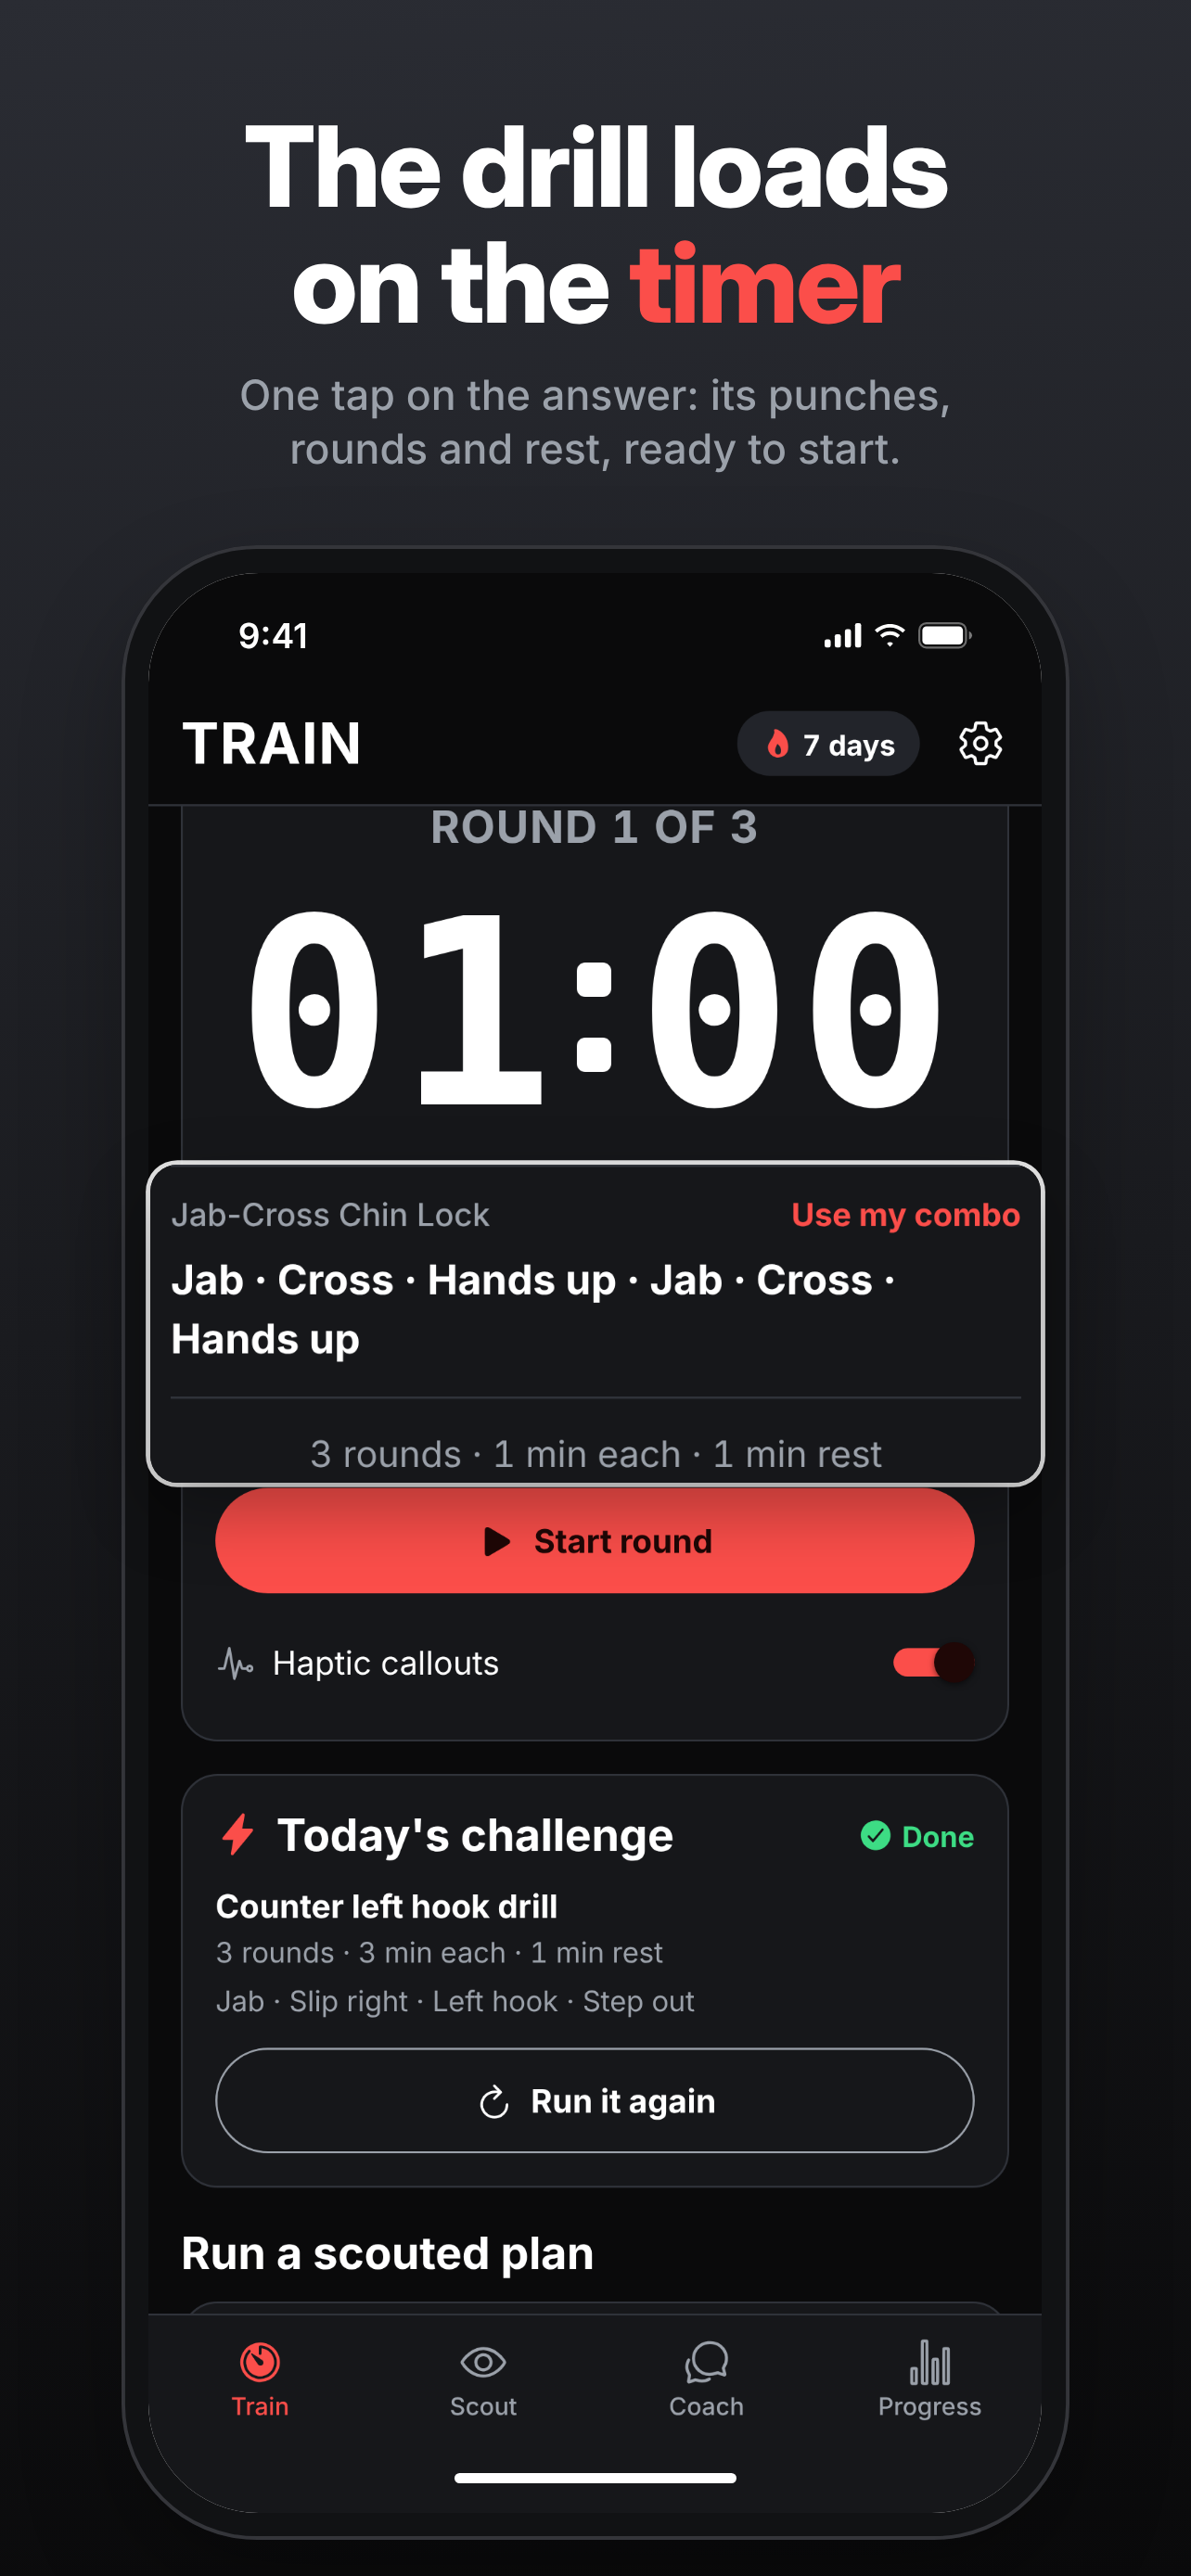 The drill loads
on the timer
One tap on the answer: its punches,
rounds and rest, ready to start.
9:41
TRAIN
7 days
ROUND 1 OF 3
01:00
Jab-Cross Chin Lock
Use my combo
Jab · Cross · Hands up · Jab · Cross ·
Hands up
3 rounds · 1 min each · 1 min rest
Start round
Haptic callouts
Today's challenge
Done
Counter left hook drill
3 rounds · 3 min each · 1 min rest
Jab · Slip right · Left hook · Step out
Run it again
Run a scouted plan
Train
Scout
Coach
Progress